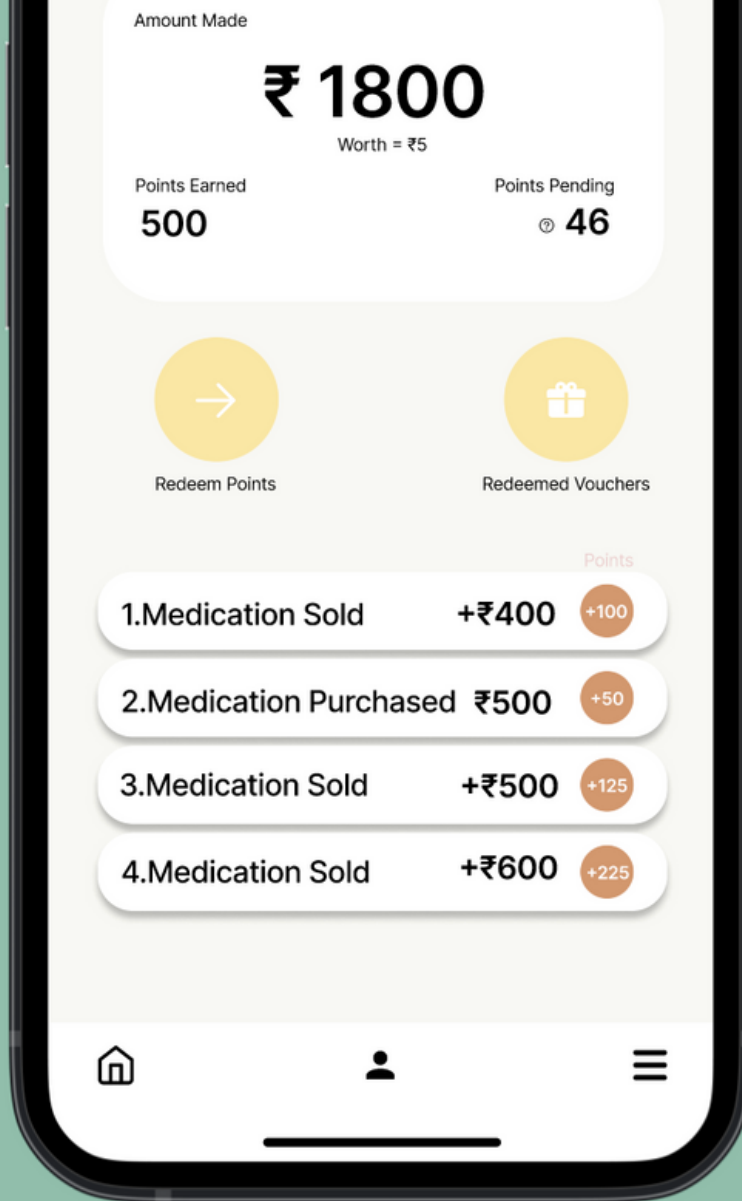 Amount Made
₹ 1800
Worth = ₹5
Points Earned Points Pending
500 46
Redeem Points Redeemed Vouchers
Points
1.Medication Sold +₹400 +100
2.Medication Purchased ₹500 +50
3.Medication Sold +₹500 +125
4.Medication Sold +₹600 +225